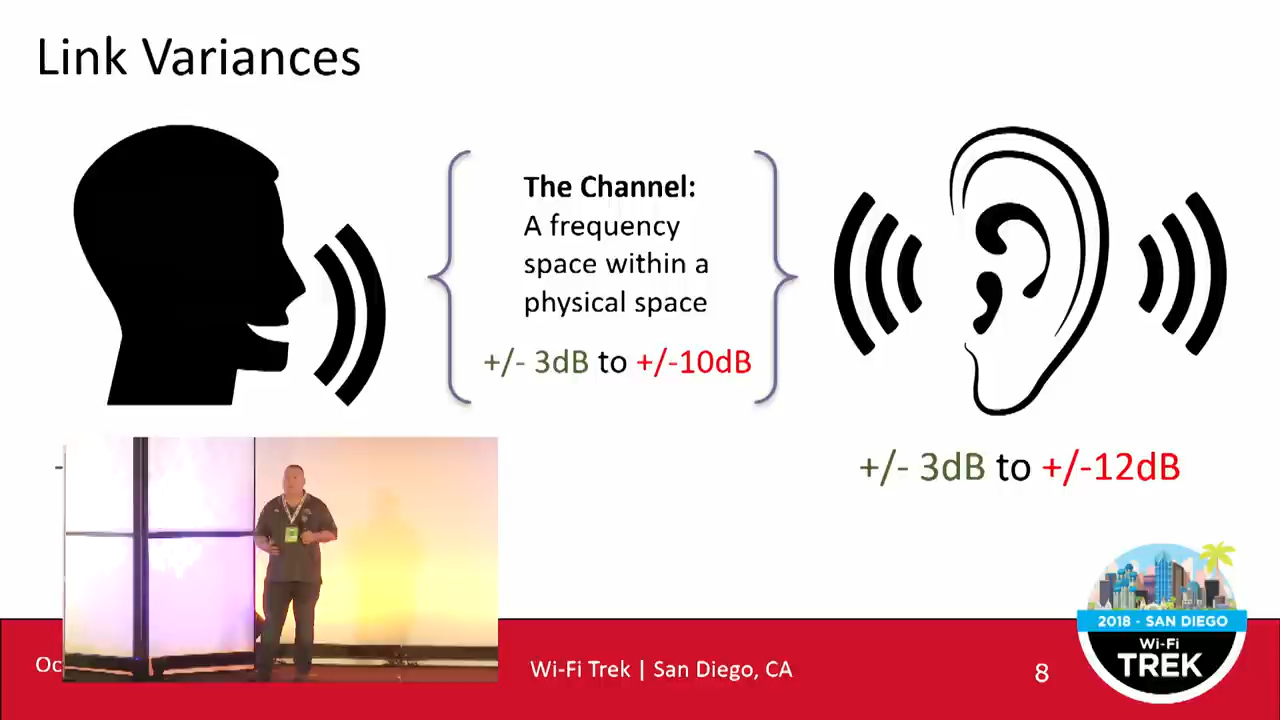 Link Variances
The Channel:
A frequency
space within a
physical space
+/- 3dB to +/-10dB
+/- 3dB to +/-12dB
Wi-Fi Trek | San Diego, CA
8
2018 - SAN DIEGO
Wi-Fi
TREK